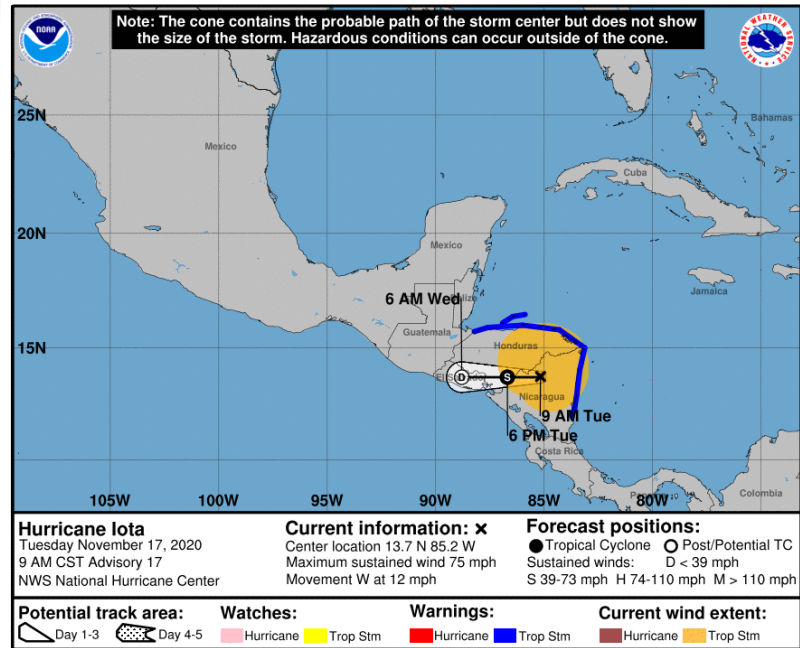 Note: The cone contains the probable path of the storm center but does not show
the size of the storm. Hazardous conditions can occur outside of the cone.
NOAA
NATIONAL WEATHER SERVICE
25N
Bahamas
Mexico
Cuba
20N
Mexico
Jamaica
6 AM Wed
Belize
Guatemala
15N
Honduras
D
S
Nicaragua
9 AM Tue
6 PM Tue
Costa Rica
105W
100W
95W
90W
85W
80W
Colombia
Hurricane Iota
Tuesday November 17, 2020
9 AM CST Advisory 17
NWS National Hurricane Center
Current information: x
Center location 13.7 N 85.2 W
Maximum sustained wind 75 mph
Movement W at 12 mph
Forecast positions:
Tropical Cyclone Post/Potential TC
Sustained winds: D < 39 mph
S 39-73 mph H 74-110 mph M > 110 mph
Potential track area:
Day 1-3 Day 4-5
Watches:
Hurricane Trop Stm
Warnings:
Hurricane Trop Stm
Current wind extent:
Hurricane Trop Stm